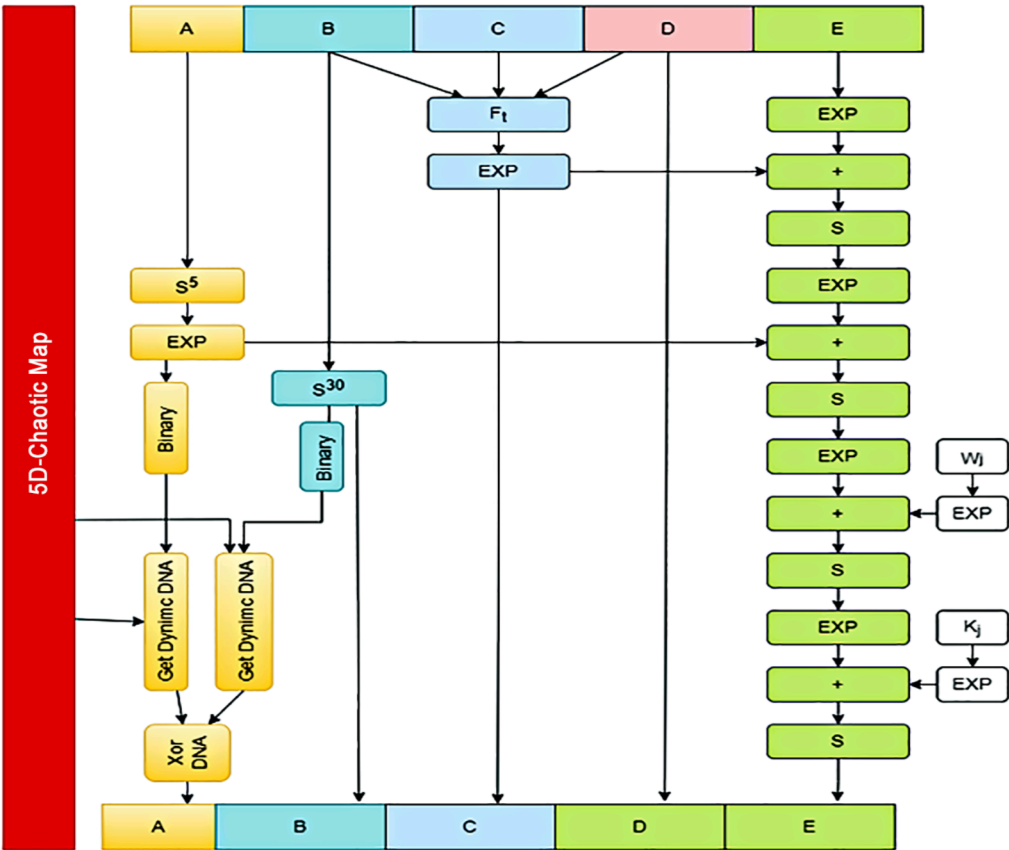 5D-Chaotic Map
A B C D E
Ft EXP
EXP +
S
S5 EXP
EXP +
S30 S
Binary
Binary
EXP Wj
+ EXP
Get Dynimc DNA
Get Dynimc DNA
S
EXP Kj
+ EXP
Xor
DNA
S
A B C D E